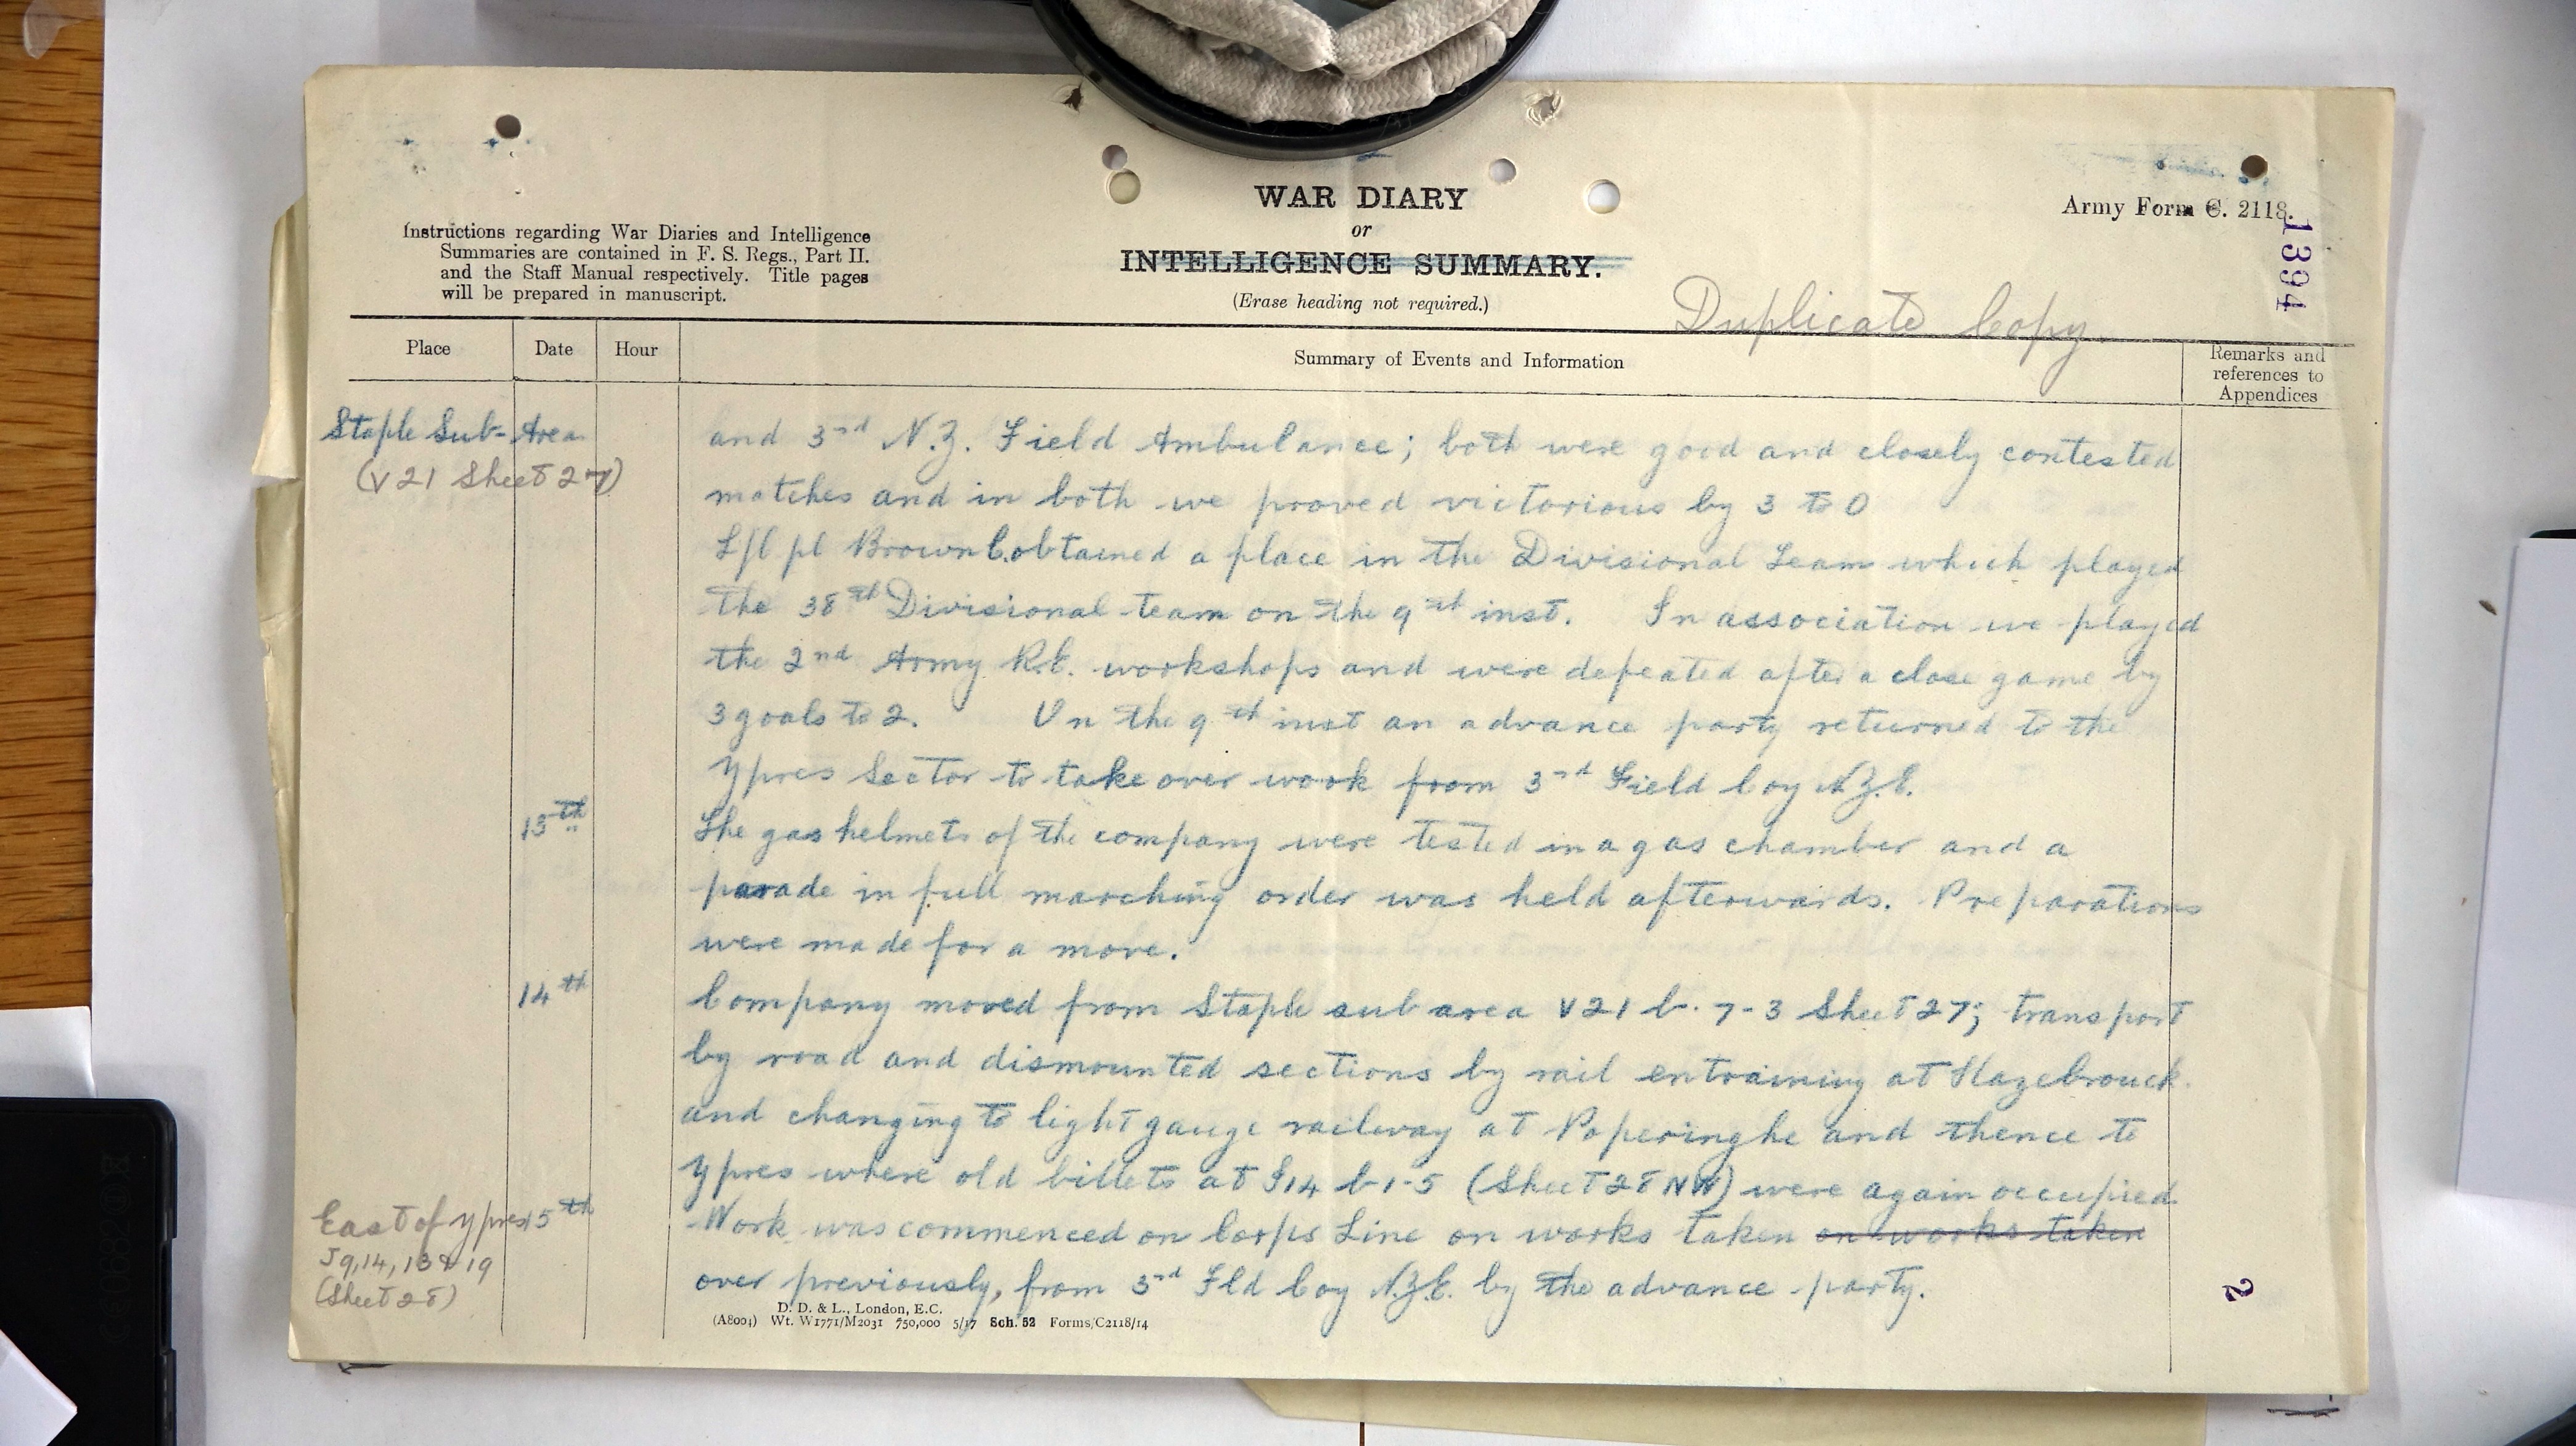 WAR DIARY
or
INTELLIGENCE SUMMARY.
(Erase heading not required.)
Army Form C. 2118.
1394
Instructions regarding War Diaries and Intelligence
Summaries are contained in F. S. Regs., Part II.
and the Staff Manual respectively. Title pages
will be prepared in manuscript.
Duplicate Copy.
Place Date Hour Summary of Events and Information Remarks and
references to
Appendices
Staple Sub-Area
(V21 Sheet 27)
and 3rd N.Z. Field Ambulance; both were good and closely contested
matches and in both we proved victorious by 3 to 0
L/Cpl Brown C. obtained a place in the Divisional Team which played
the 38th Divisional team on the 9th inst. In association we played
the 2nd Army R.E. workshops and were defeated after a close game by
3 goals to 2. On the 9th inst an advance party returned to the
Ypres Sector to take over work from 3rd Field Coy N.Z.E.
13th The gas helmets of the company were tested in a gas chamber and a
parade in full marching order was held afterwards. Preparations
were made for a move.
14th Company moved from Staple sub area V21 b. 7-3 Sheet 27; transport
by road and dismounted sections by rail entraining at Hazebrouck.
and changing to light gauge railway at Poperinghe and thence to
Ypres where old billets at I14 b-1-5 (Sheet 28 NW) were again occupied
East of Ypres 15th Work was commenced on Corps Line on works taken on works taken
J9,14,13 & 19
(Sheet 28)
over previously, from 3rd Fld Coy N.Z.E. by the advance party.
2
D. D. & L., London, E.C.
(A8004) Wt. W1771/M2031 750,000 5/17 Sch. 52 Forms/C2118/14